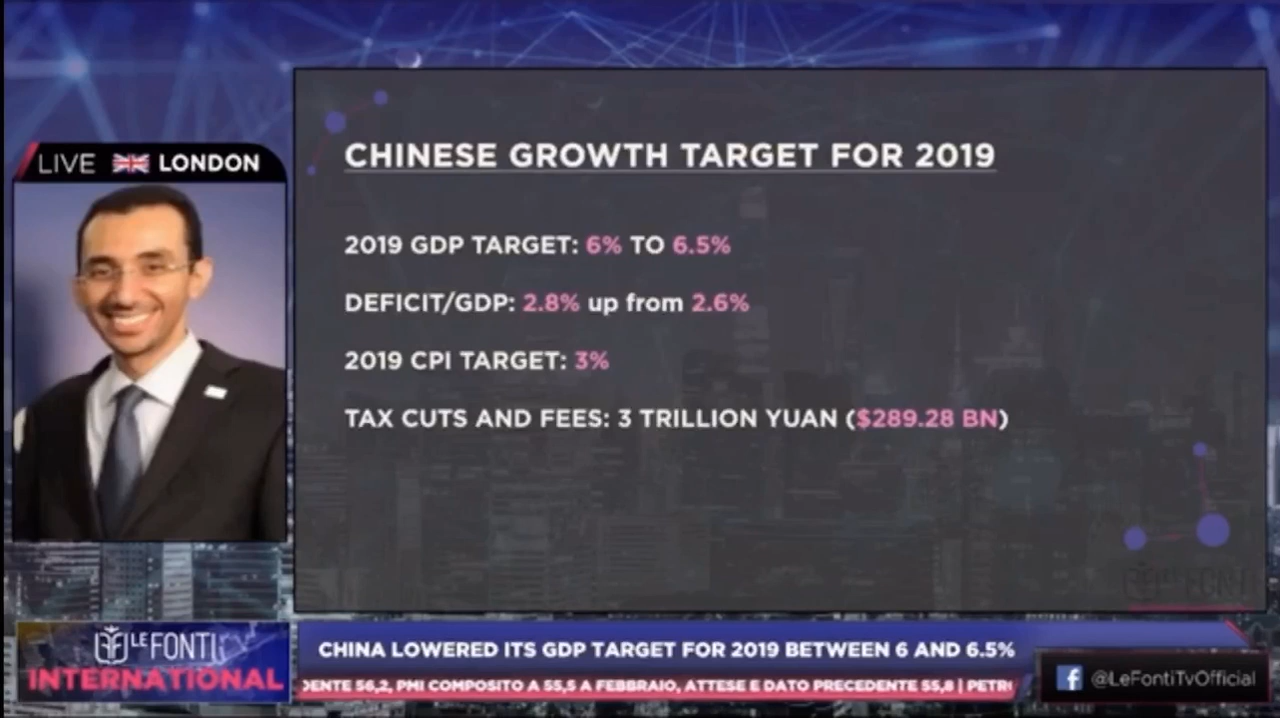 LIVE LONDON
CHINESE GROWTH TARGET FOR 2019
2019 GDP TARGET: 6% TO 6.5%
DEFICIT/GDP: 2.8% up from 2.6%
2019 CPI TARGET: 3%
TAX CUTS AND FEES: 3 TRILLION YUAN ($289.28 BN)
LE FONTI
LE FONTI
INTERNATIONAL
CHINA LOWERED ITS GDP TARGET FOR 2019 BETWEEN 6 AND 6.5%
DENTE 56,2, PMI COMPOSITO A 55,5 A FEBBRAIO, ATTESE E DATO PRECEDENTE 55,8 | PETR
@LeFontiTvOfficial